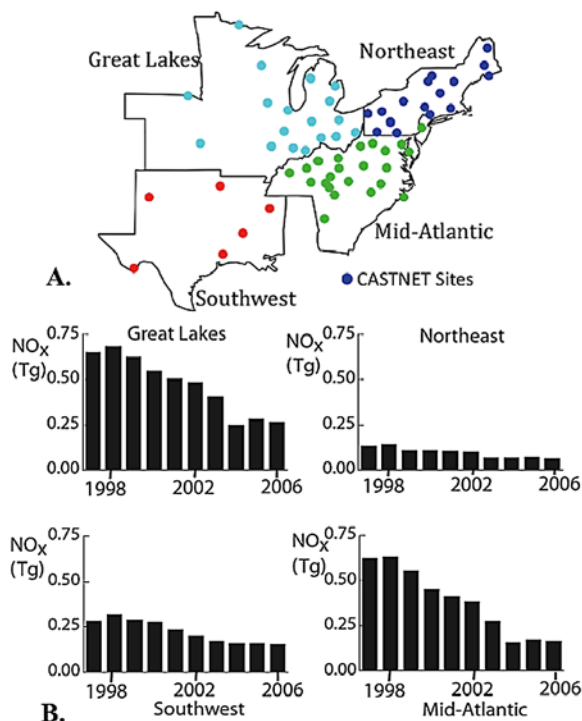 Great Lakes
Northeast
Mid-Atlantic
CASTNET Sites
A.
Southwest
Great Lakes
NOx
(Tg)
0.75
0.50
0.25
0.00
1998
2002
2006
Northeast
NOx
(Tg)
0.75
0.50
0.25
0.00
1998
2002
2006
NOx
(Tg)
0.75
0.50
0.25
0.00
1998
2002
2006
Southwest
NOx
(Tg)
0.75
0.50
0.25
0.00
1998
2002
2006
Mid-Atlantic
B.